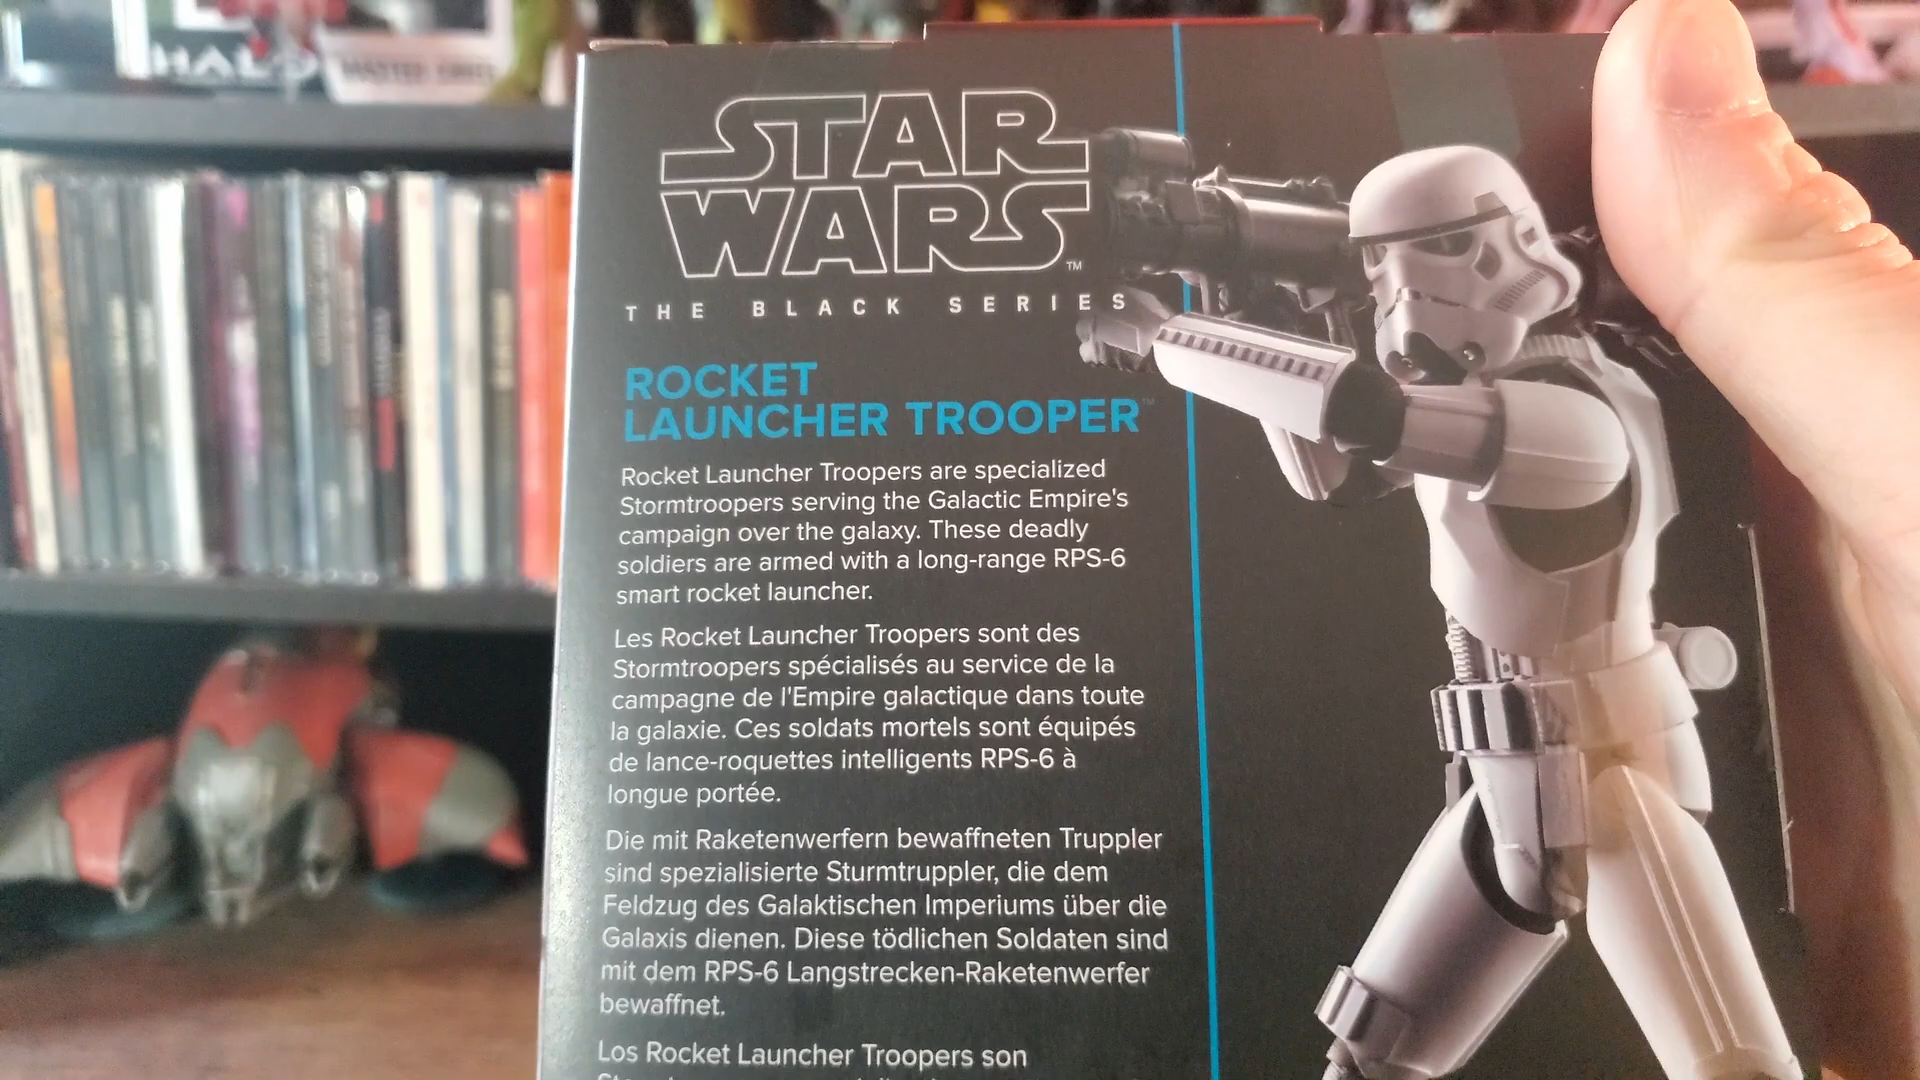 HALO
MASTER CHIEF
STAR
WARS
™
THE BLACK SERIES
ROCKET
LAUNCHER TROOPER™
Rocket Launcher Troopers are specialized
Stormtroopers serving the Galactic Empire's
campaign over the galaxy. These deadly
soldiers are armed with a long-range RPS-6
smart rocket launcher.
Les Rocket Launcher Troopers sont des
Stormtroopers spécialisés au service de la
campagne de l'Empire galactique dans toute
la galaxie. Ces soldats mortels sont équipés
de lance-roquettes intelligents RPS-6 à
longue portée.
Die mit Raketenwerfern bewaffneten Truppler
sind spezialisierte Sturmtruppler, die dem
Feldzug des Galaktischen Imperiums über die
Galaxis dienen. Diese tödlichen Soldaten sind
mit dem RPS-6 Langstrecken-Raketenwerfer
bewaffnet.
Los Rocket Launcher Troopers son